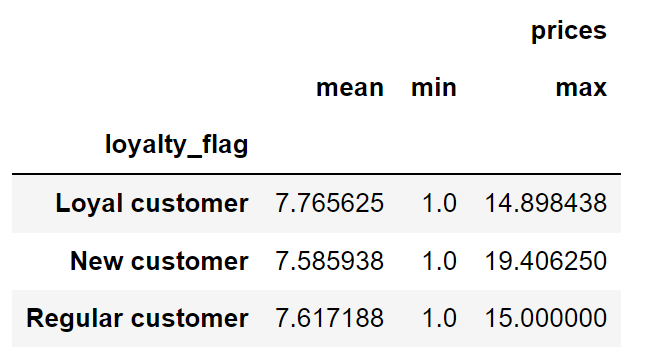 prices
mean min max
loyalty_flag
Loyal customer 7.765625 1.0 14.898438
New customer 7.585938 1.0 19.406250
Regular customer 7.617188 1.0 15.000000